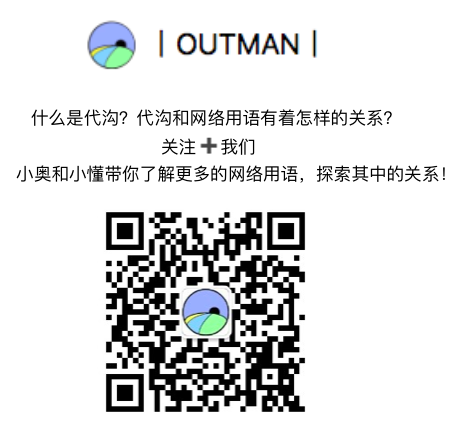 | OUTMAN |
什么是代沟？代沟和网络用语有着怎样的关系？
关注➕我们
小奥和小懂带你了解更多的网络用语，探索其中的关系！